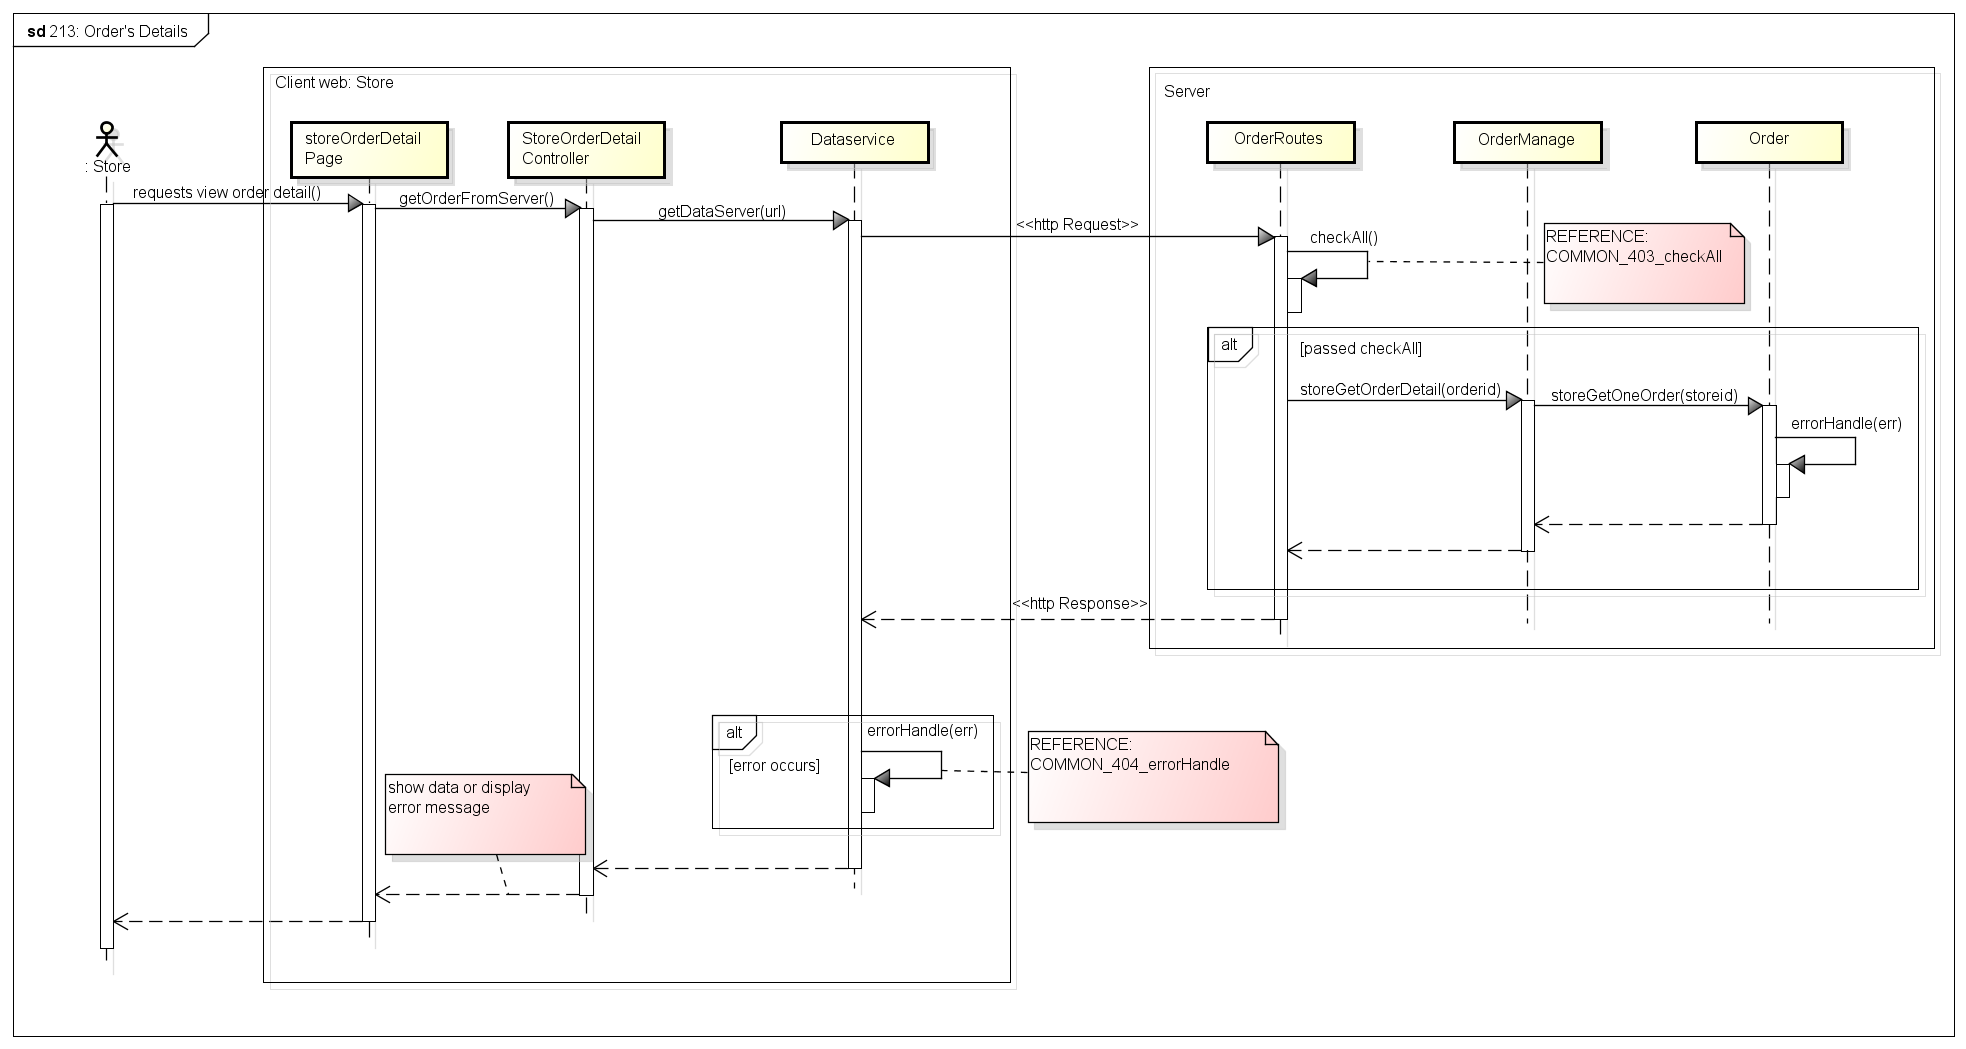 sd 213: Order's Details
Client web: Store
Server
storeOrderDetail
Page
StoreOrderDetail
Controller
Dataservice
OrderRoutes
OrderManage
Order
: Store
requests view order detail()
getOrderFromServer()
getDataServer(url)
<<http Request>>
checkAll()
REFERENCE:
COMMON_403_checkAll
alt
[passed checkAll]
storeGetOrderDetail(orderid)
storeGetOneOrder(storeid)
errorHandle(err)
<<http Response>>
alt
errorHandle(err)
[error occurs]
REFERENCE:
COMMON_404_errorHandle
show data or display
error message